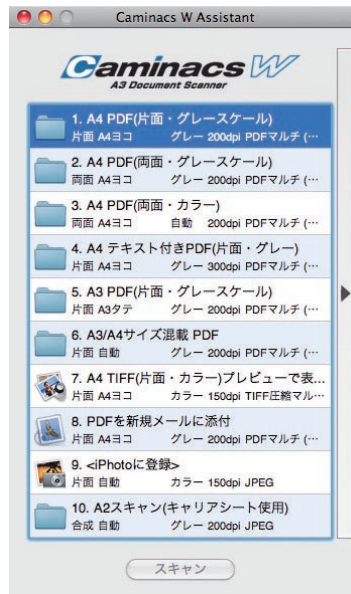 Caminacs W Assistant
Caminacs W
A3 Document Scanner
1. A4 PDF(片面・グレースケール)
片面 A4ヨコ グレー 200dpi PDFマルチ (…
2. A4 PDF(両面・グレースケール)
両面 A4ヨコ グレー 200dpi PDFマルチ (…
3. A4 PDF(両面・カラー)
両面 A4ヨコ 自動 200dpi PDFマルチ (…
4. A4 テキスト付きPDF(片面・グレー)
片面 A4ヨコ グレー 300dpi PDFマルチ (…
5. A3 PDF(片面・グレースケール)
片面 A3タテ グレー 200dpi PDFマルチ (…
6. A3/A4サイズ混載 PDF
片面 自動 グレー 200dpi PDFマルチ (…
7. A4 TIFF(片面・カラー)プレビューで表...
片面 A4ヨコ カラー 150dpi TIFF圧縮マル…
8. PDFを新規メールに添付
片面 A4ヨコ グレー 200dpi PDFマルチ (…
9. <iPhotoに登録>
片面 自動 カラー 150dpi JPEG
10. A2スキャン(キャリアシート使用)
合成 自動 グレー 200dpi JPEG
スキャン